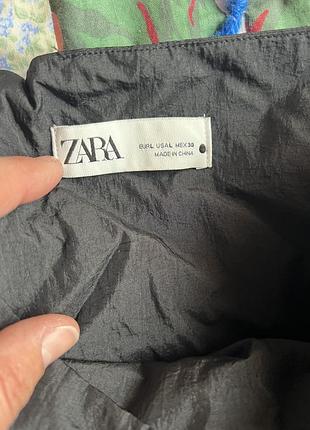 ZARA
EUR L USA L MEX 30
MADE IN CHINA